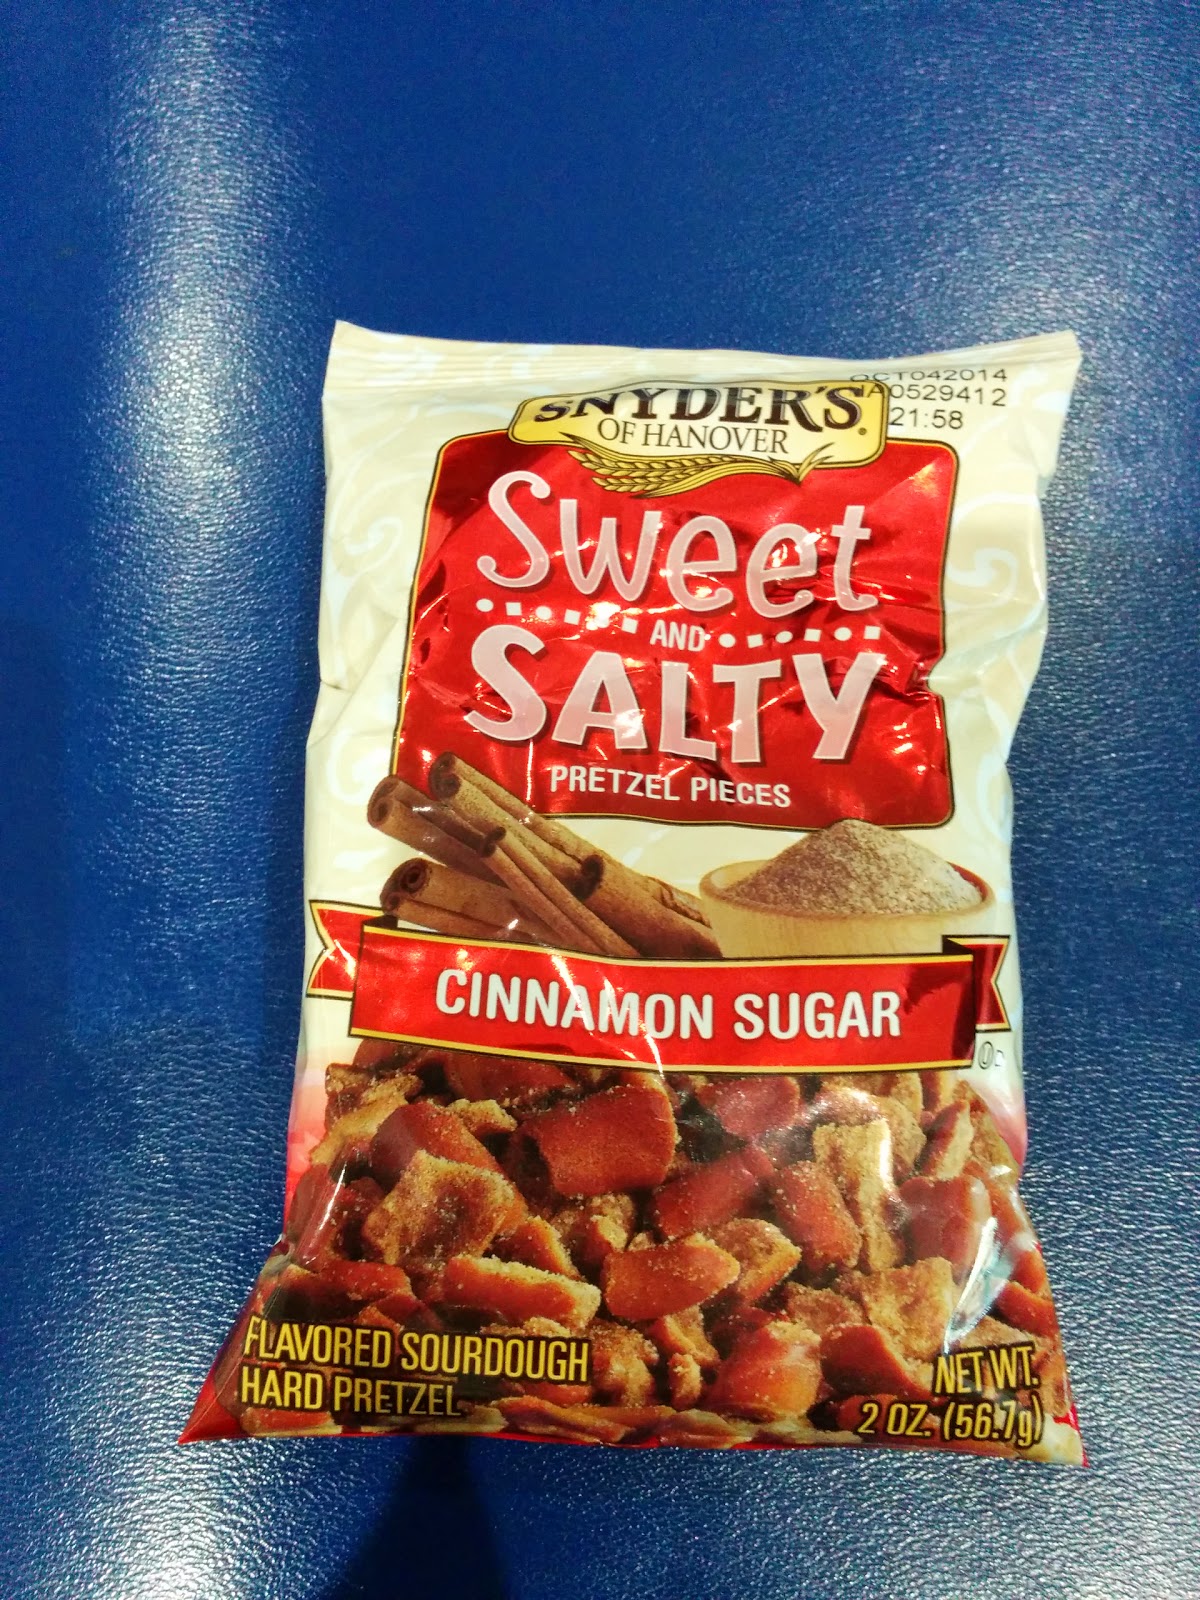 OCT042014
0529412
21:58
SNYDER'S
OF HANOVER
Sweet
AND
SALTY
PRETZEL PIECES
CINNAMON SUGAR
U D
FLAVORED SOURDOUGH
HARD PRETZEL
NET WT.
2 OZ. (56.7g)